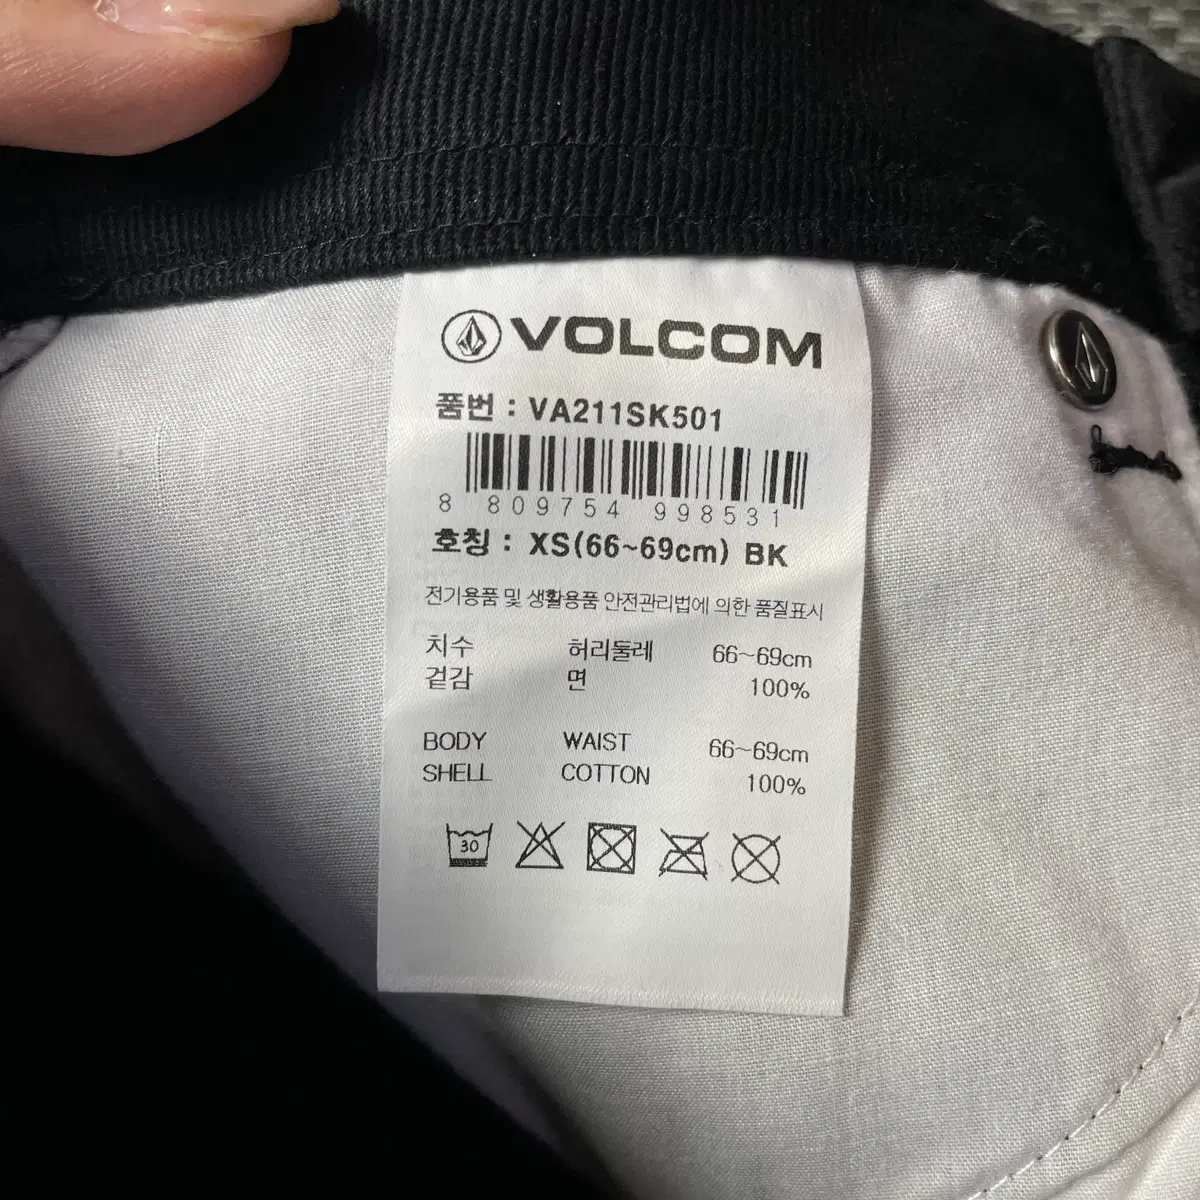 VOLCOM
품번 : VA211SK501
8 809754 998531
호칭 : XS(66~69cm) BK
전기용품 및 생활용품 안전관리법에 의한 품질표시
치수 허리둘레 66~69cm
겉감 면 100%
BODY WAIST 66~69cm
SHELL COTTON 100%
30